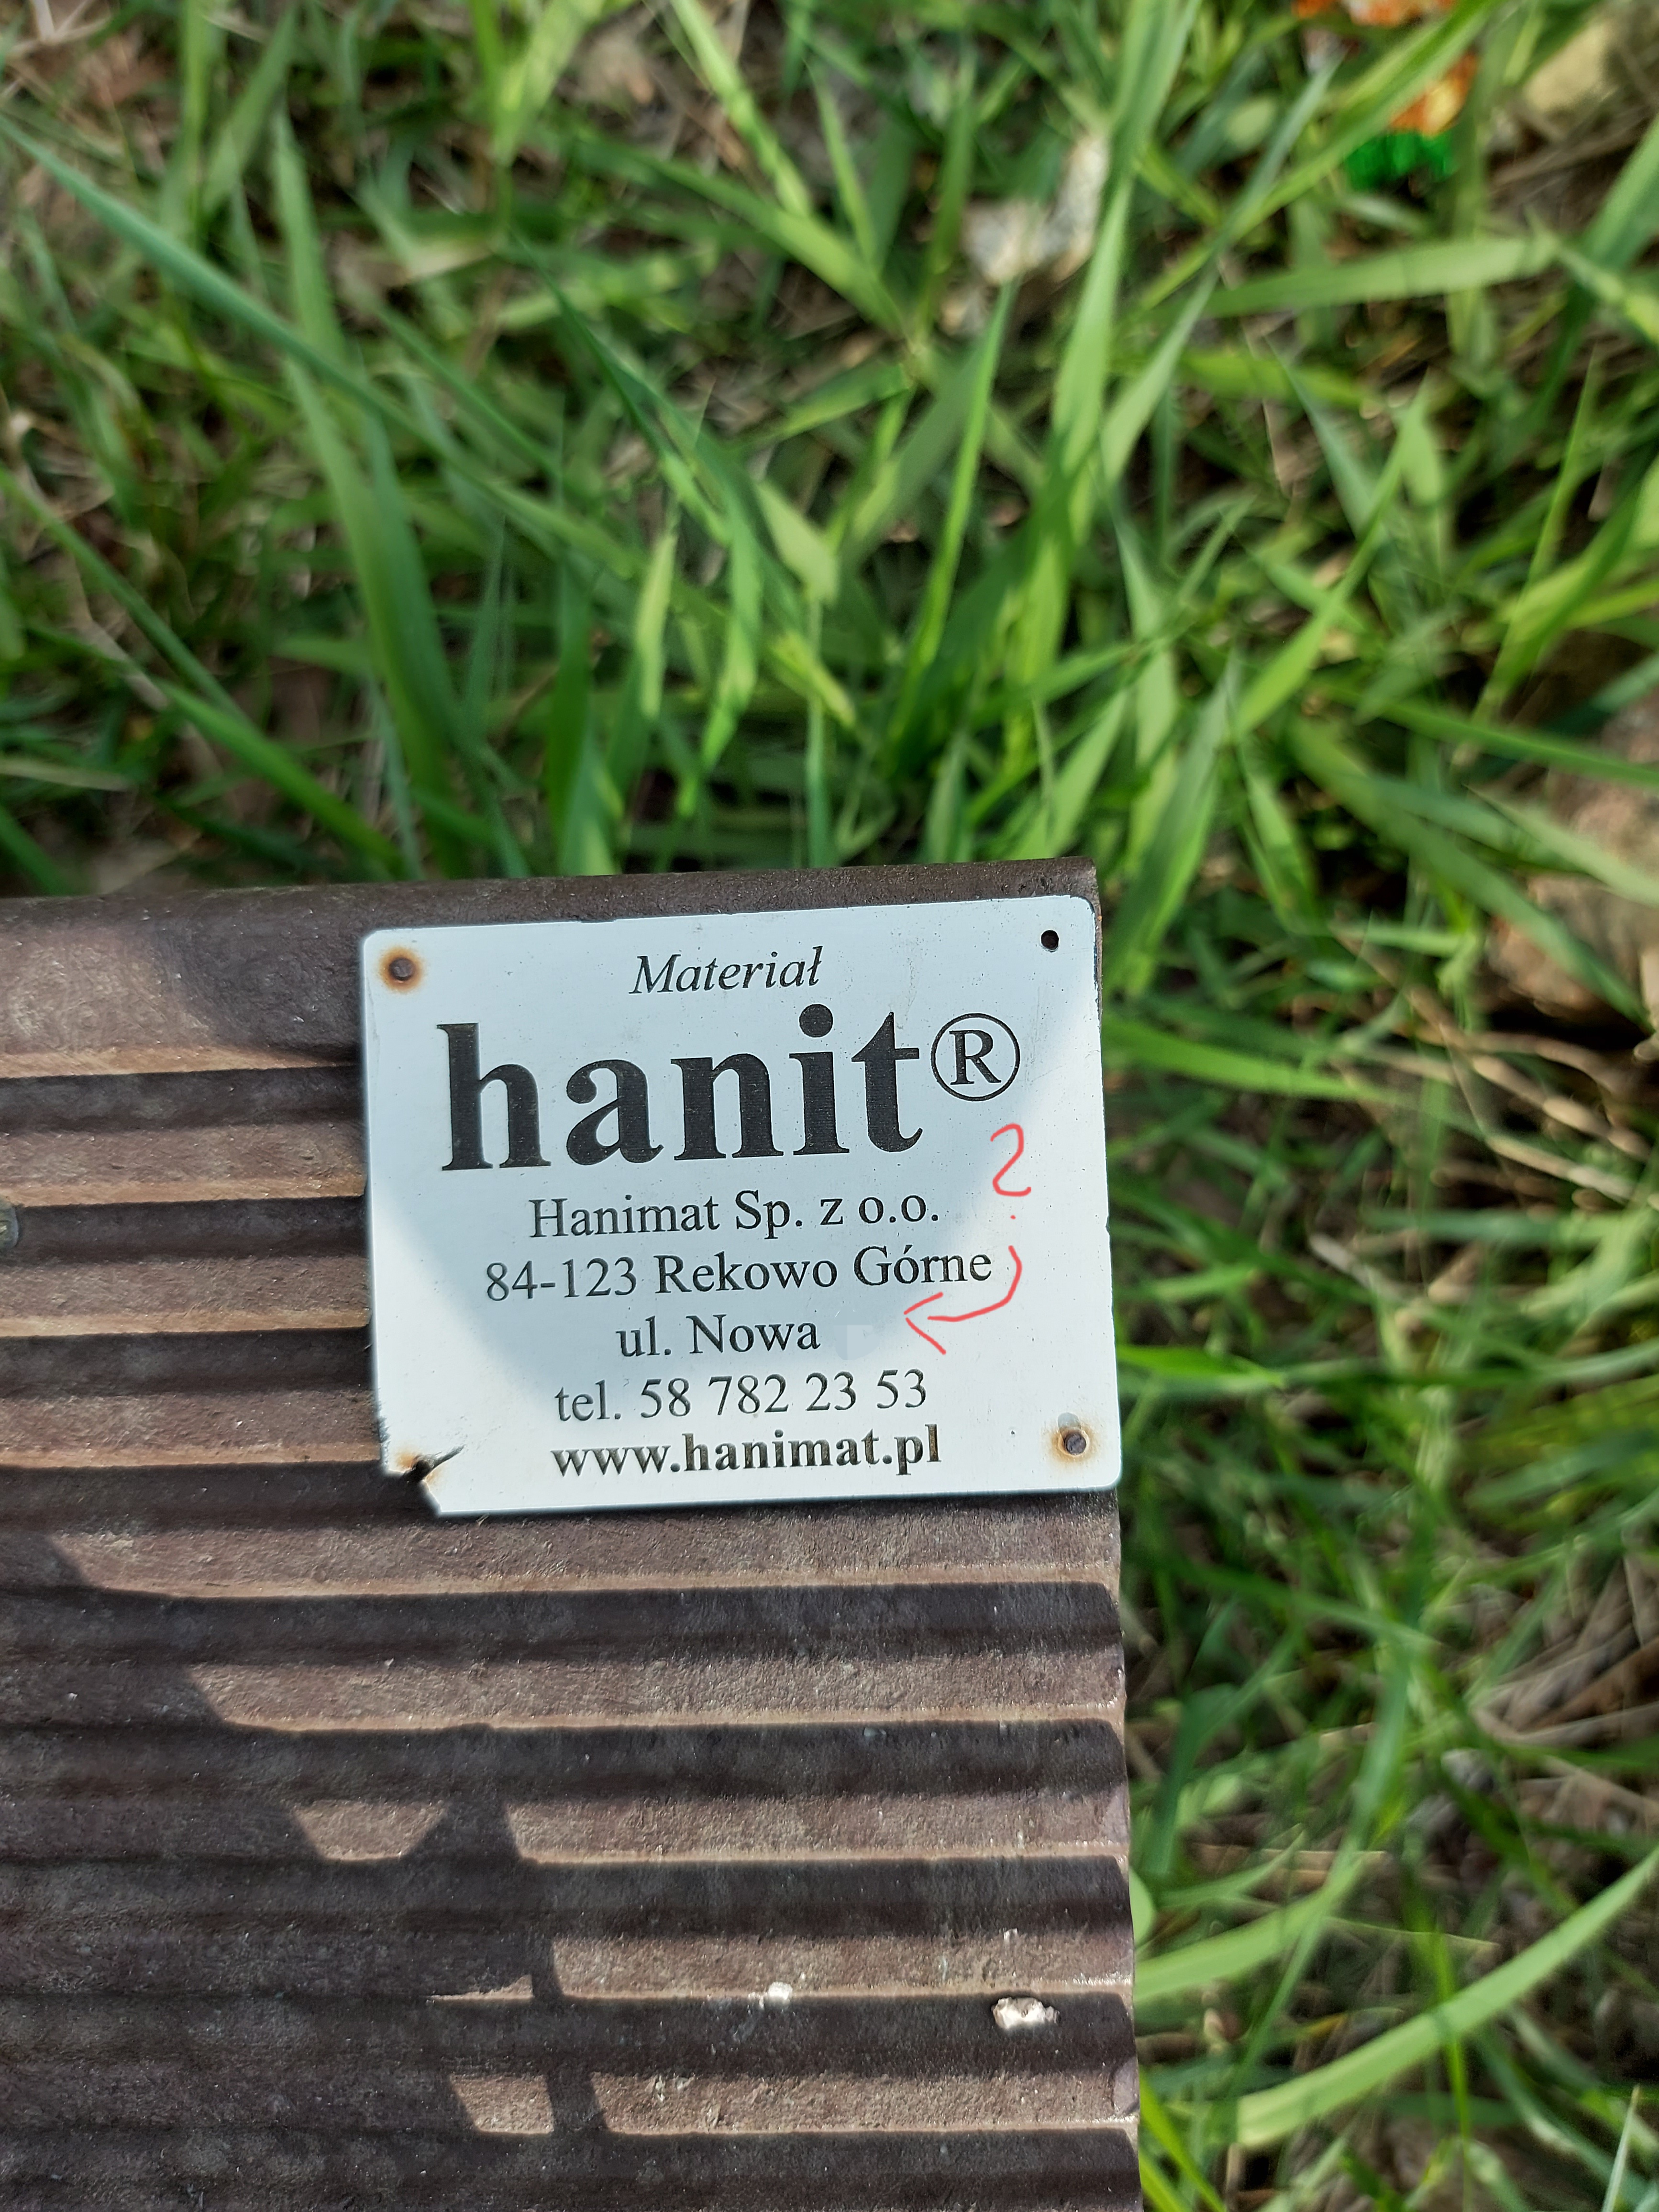 Materiał
hanit®
Hanimat Sp. z o.o.
84-123 Rekowo Górne
ul. Nowa
tel. 58 782 23 53
www.hanimat.pl
?